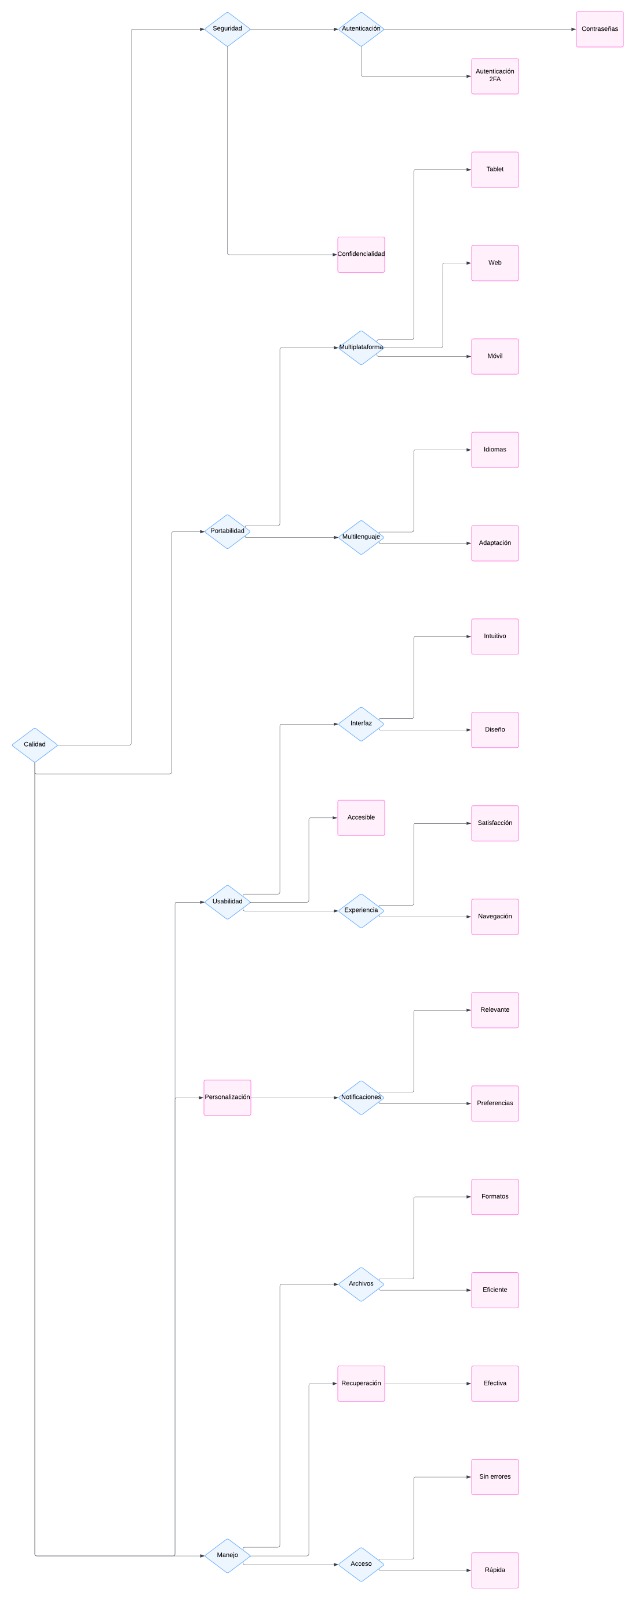 Seguridad
Autenticación
Contraseñas
Autenticación
2FA
Tablet
Confidencialidad
Web
Multiplataforma
Móvil
Idiomas
Portabilidad
Multilenguaje
Adaptación
Intuitivo
Interfaz
Diseño
Calidad
Accesible
Satisfacción
Usabilidad
Experiencia
Navegación
Relevante
Personalización
Notificaciones
Preferencias
Formatos
Archivos
Eficiente
Recuperación
Efectiva
Sin errores
Manejo
Acceso
Rápida